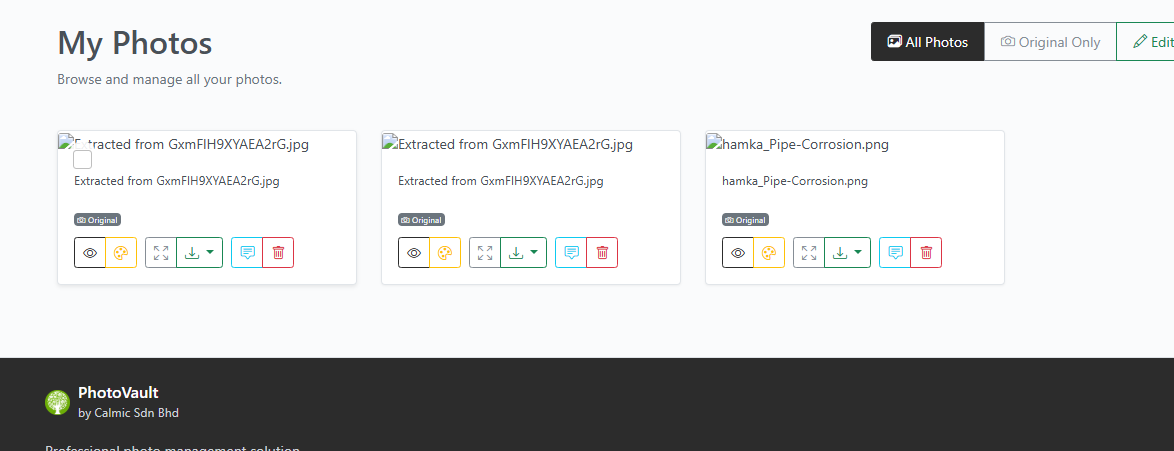 My Photos
Browse and manage all your photos.
All Photos
Original Only
Edit
Extracted from GxmFIH9XYAEA2rG.jpg
Extracted from GxmFIH9XYAEA2rG.jpg
hamka_Pipe-Corrosion.png
Extracted from GxmFIH9XYAEA2rG.jpg
Extracted from GxmFIH9XYAEA2rG.jpg
hamka_Pipe-Corrosion.png
Original
Original
Original
PhotoVault
by Calmic Sdn Bhd
Professional photo management solution